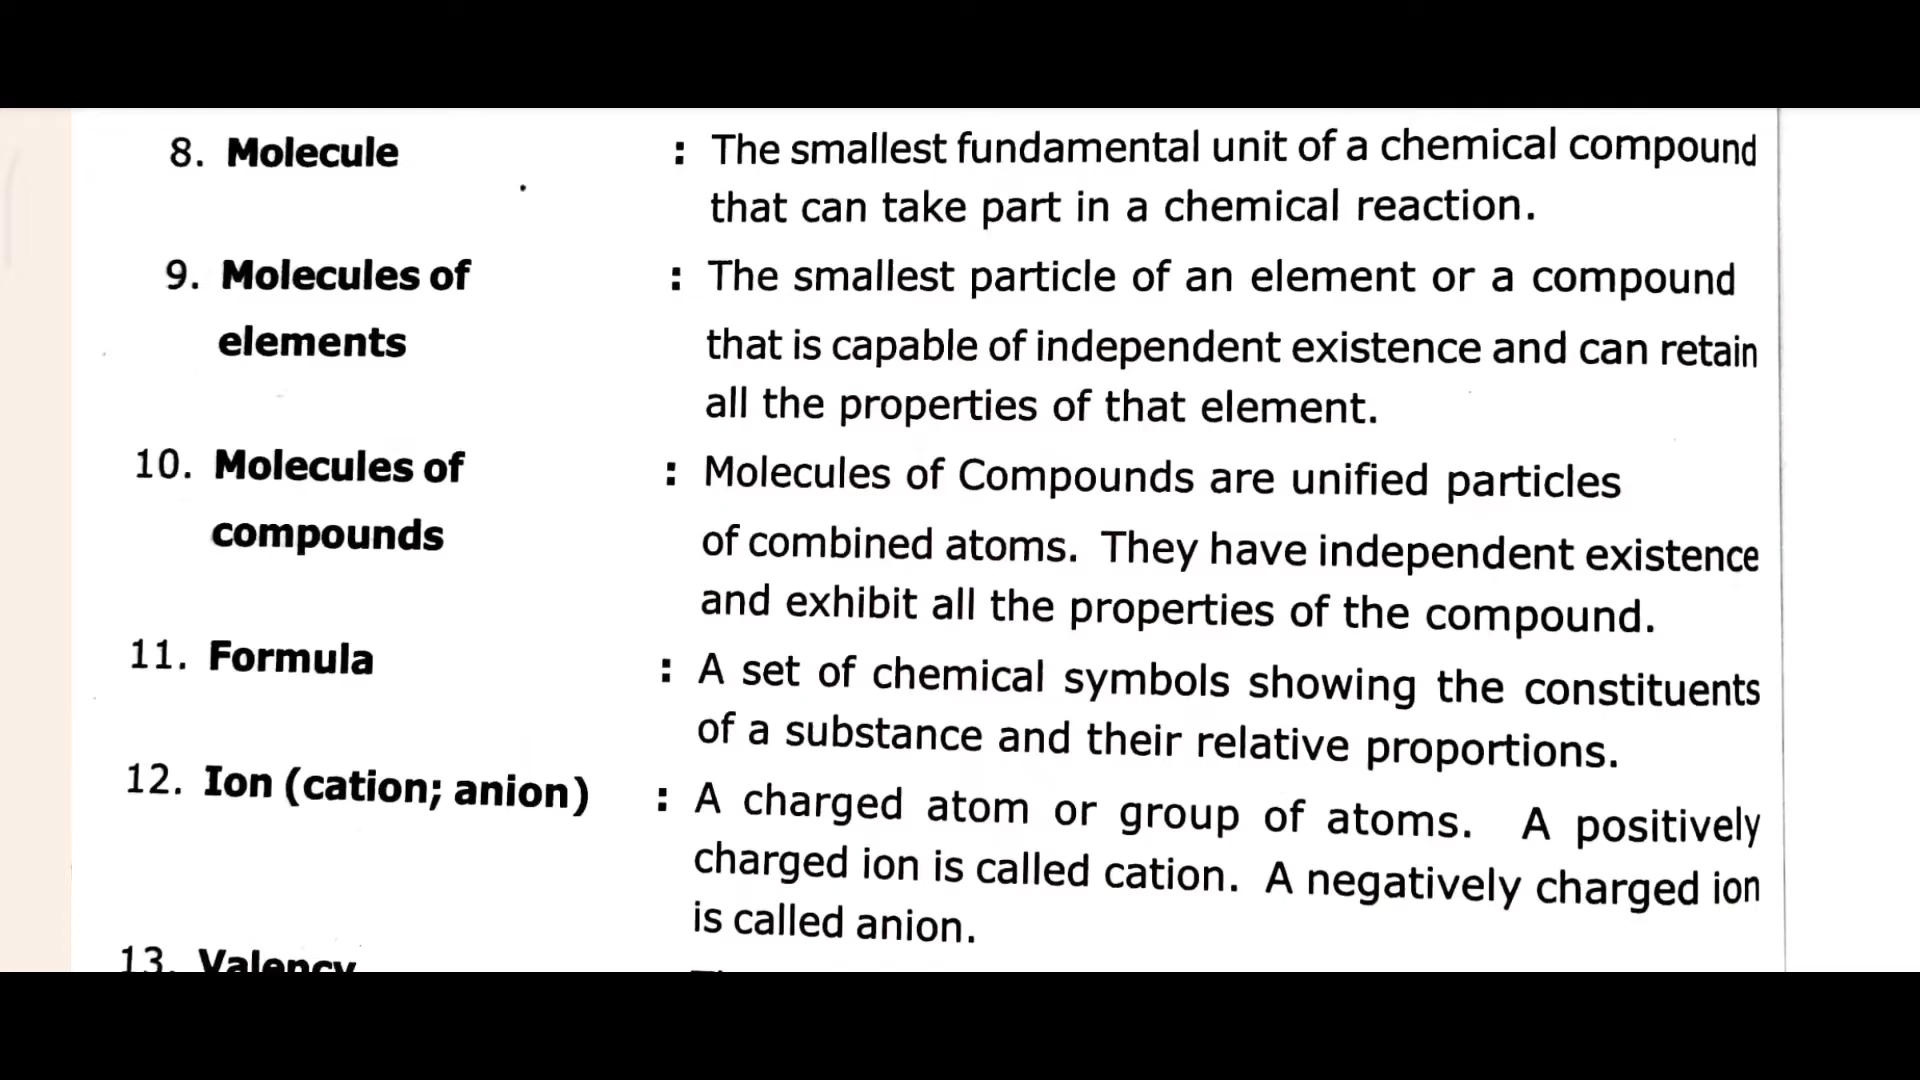 8. Molecule : The smallest fundamental unit of a chemical compound
that can take part in a chemical reaction.
9. Molecules of : The smallest particle of an element or a compound
elements that is capable of independent existence and can retain
all the properties of that element.
10. Molecules of : Molecules of Compounds are unified particles
compounds of combined atoms. They have independent existence
and exhibit all the properties of the compound.
11. Formula : A set of chemical symbols showing the constituents
of a substance and their relative proportions.
12. Ion (cation; anion) : A charged atom or group of atoms. A positively
charged ion is called cation. A negatively charged ion
is called anion.
13. Valency